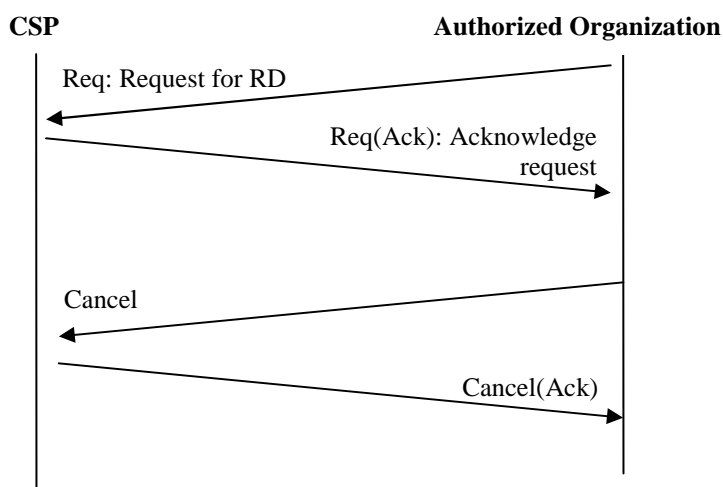 CSP
Authorized Organization
Req: Request for RD
Req(Ack): Acknowledge
request
Cancel
Cancel(Ack)